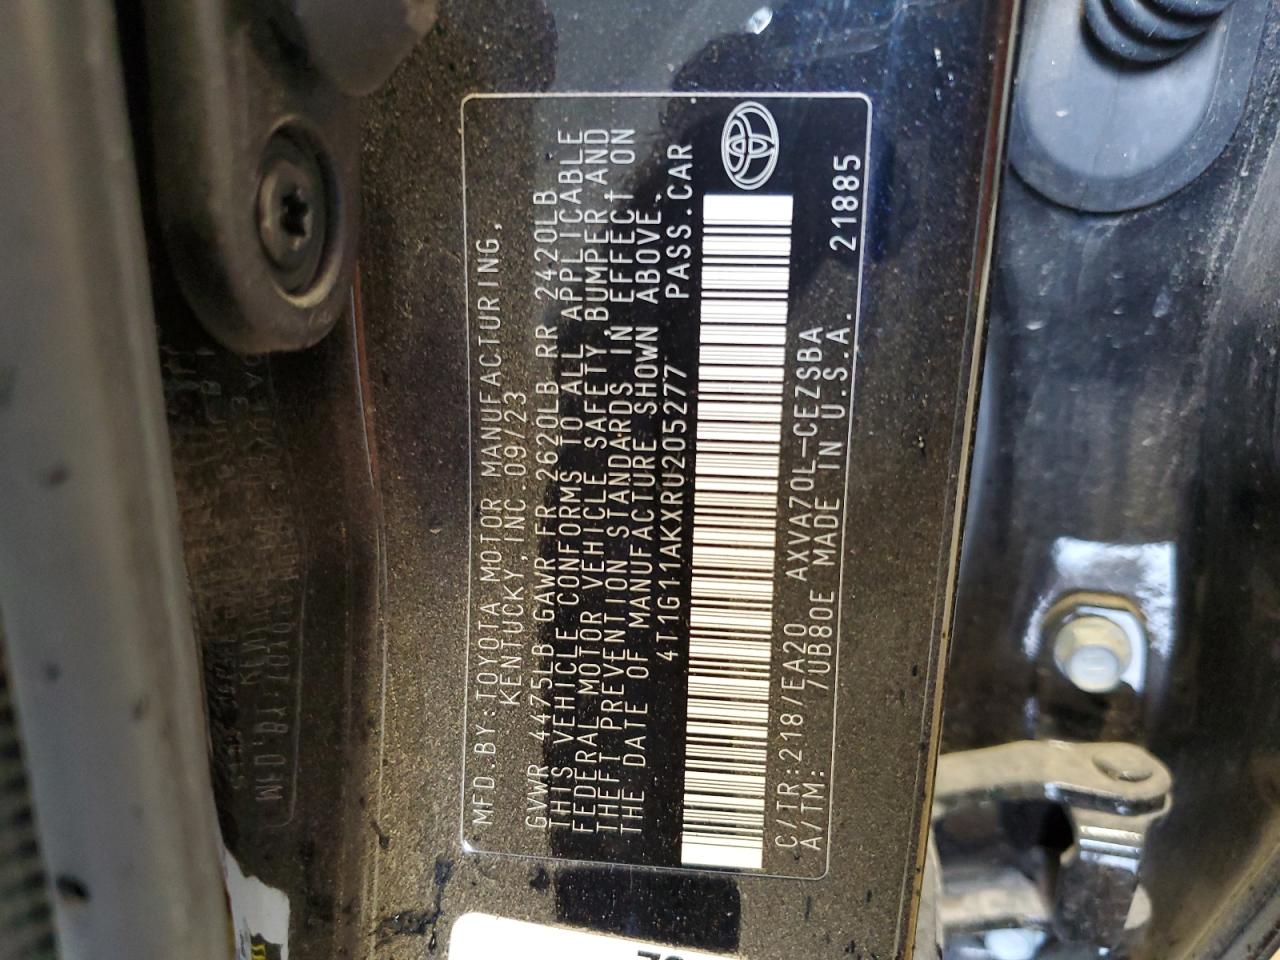 MFD.BY:TOYOTA MOTOR MANUFACTURING,
KENTUCKY,INC.09/23
GVWR 4475LB GAWR FR 2620LB RR 2420LB
THIS VEHICLE CONFORMS TO ALL APPLICABLE
FEDERAL MOTOR VEHICLE SAFETY,BUMPER,AND
THEFT PREVENTION STANDARDS IN EFFECT ON
THE DATE OF MANUFACTURE SHOWN ABOVE.
4T1G11AKXRU205277 PASS.CAR
C/TR:218/EA20 AXVA70L-CEZSBA
A/TM: /UB80E MADE IN U.S.A. 21885